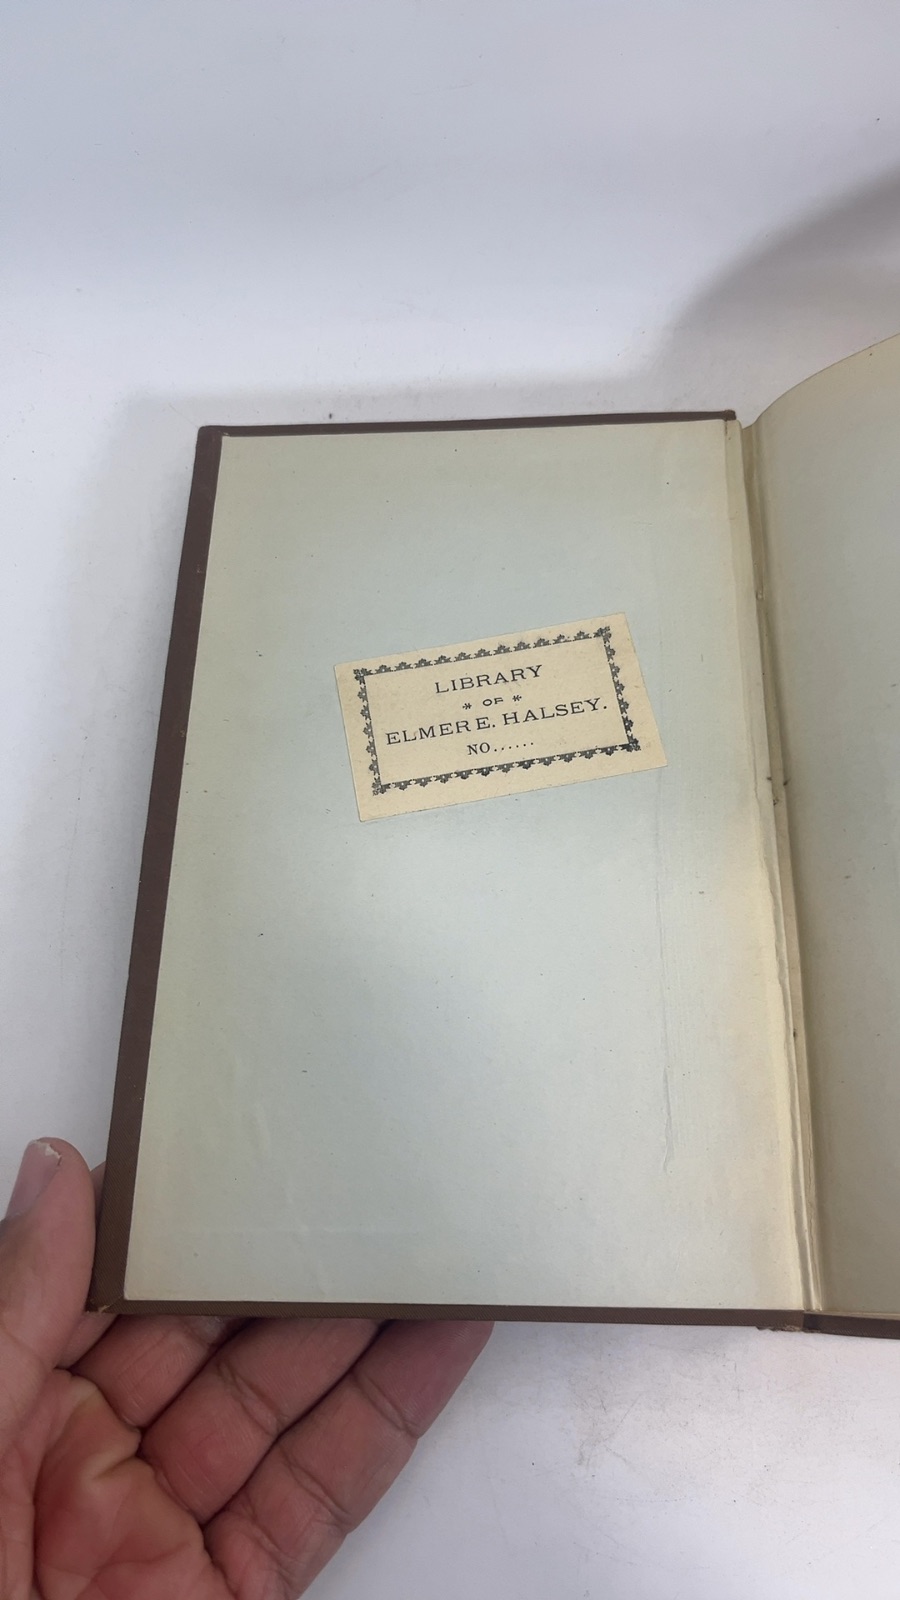 LIBRARY
* OF *
ELMER E. HALSEY.
NO......